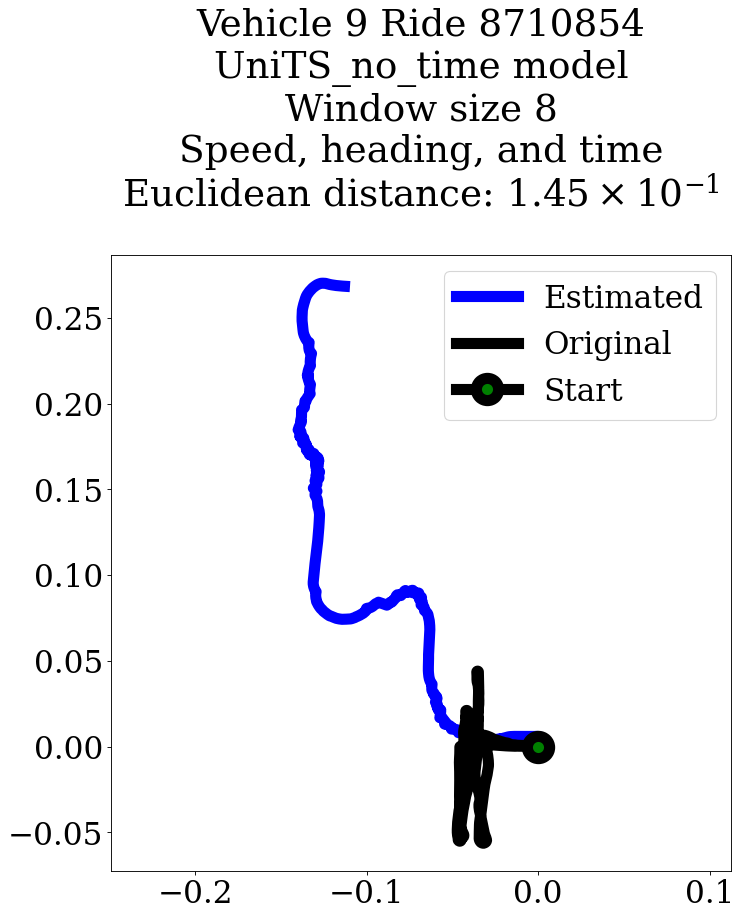 Vehicle 9 Ride 8710854
UniTS_no_time model
Window size 8
Speed, heading, and time
Euclidean distance: 1.45 × 10⁻¹
Estimated
Original
Start
0.25
0.20
0.15
0.10
0.05
0.00
−0.05
−0.2
−0.1
0.0
0.1